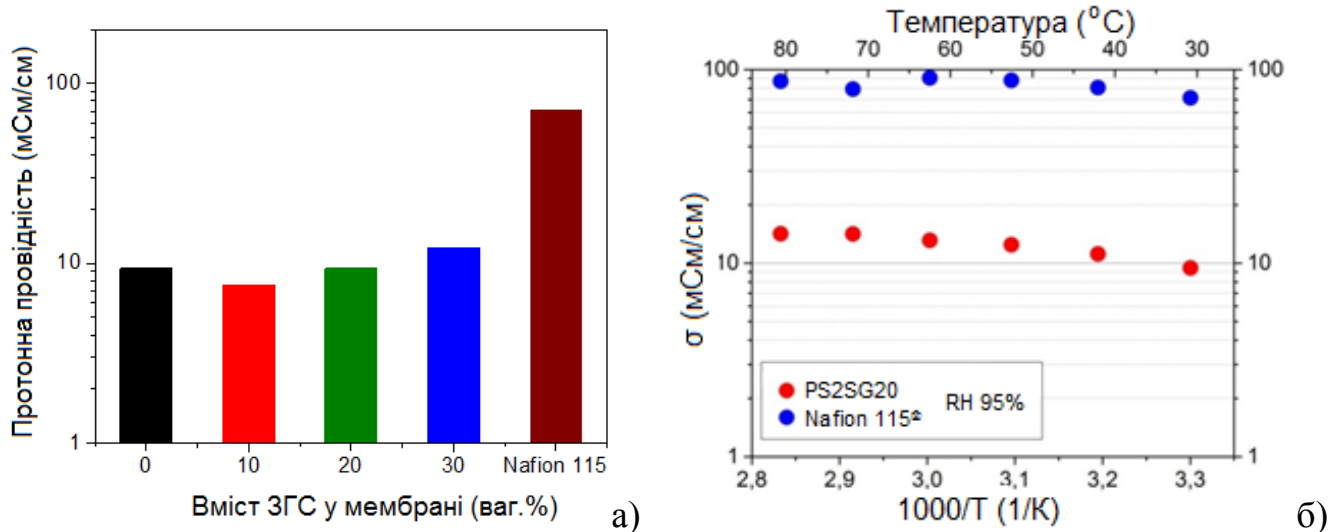 Протонна провідність (мСм/см)
100
10
1
0 10 20 30 Nafion 115
Вміст ЗГС у мембрані (ваг.%)
а)
Температура (°C)
80 70 60 50 40 30
100 100
10 10
1 1
σ (мСм/см)
PS2SG20
Nafion 115
RH 95%
2,8 2,9 3,0 3,1 3,2 3,3
1000/T (1/К)
б)